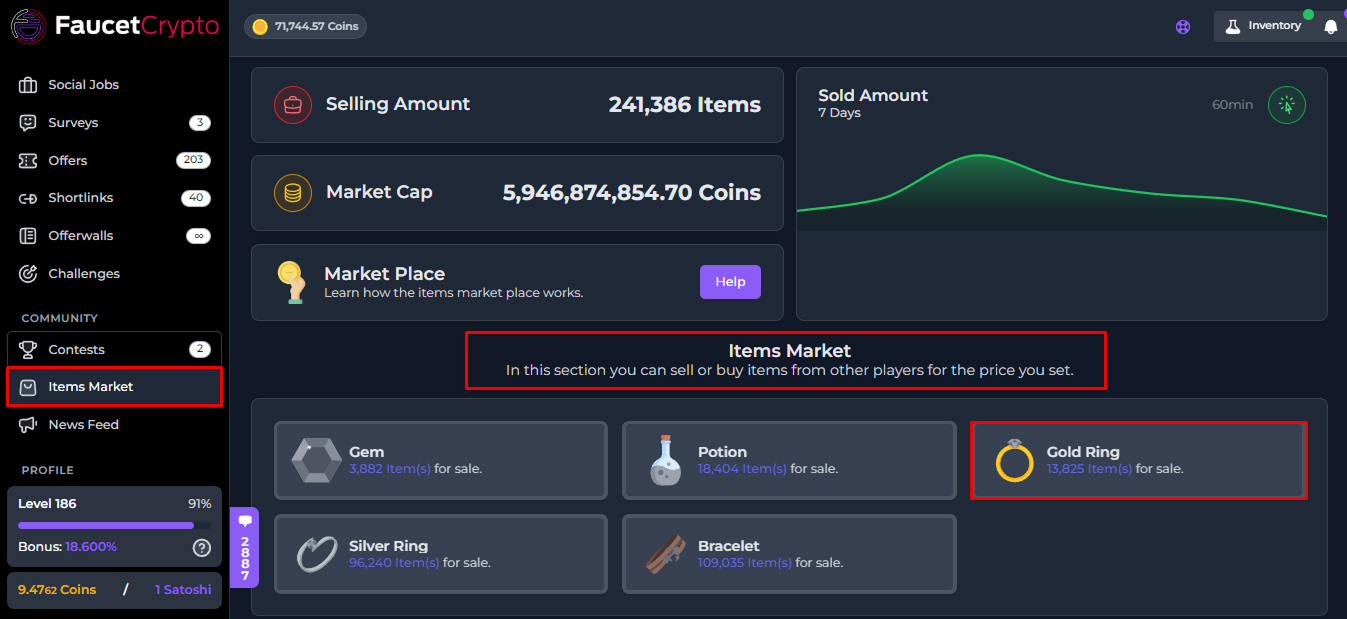 FaucetCrypto
71,744.57 Coins
Inventory
Social Jobs
Surveys 3
Offers 203
Shortlinks 40
Offerwalls ∞
Challenges
COMMUNITY
Contests 2
Items Market
News Feed
PROFILE
Level 186 91%
Bonus: 18.600% ?
9.4762 Coins / 1 Satoshi
2887
Selling Amount 241,386 Items
Market Cap 5,946,874,854.70 Coins
Market Place
Learn how the items market place works.
Help
Sold Amount
7 Days
60min
Items Market
In this section you can sell or buy items from other players for the price you set.
Gem
3,882 Item(s) for sale.
Potion
18,404 Item(s) for sale.
Gold Ring
13,825 Item(s) for sale.
Silver Ring
96,240 Item(s) for sale.
Bracelet
109,035 Item(s) for sale.